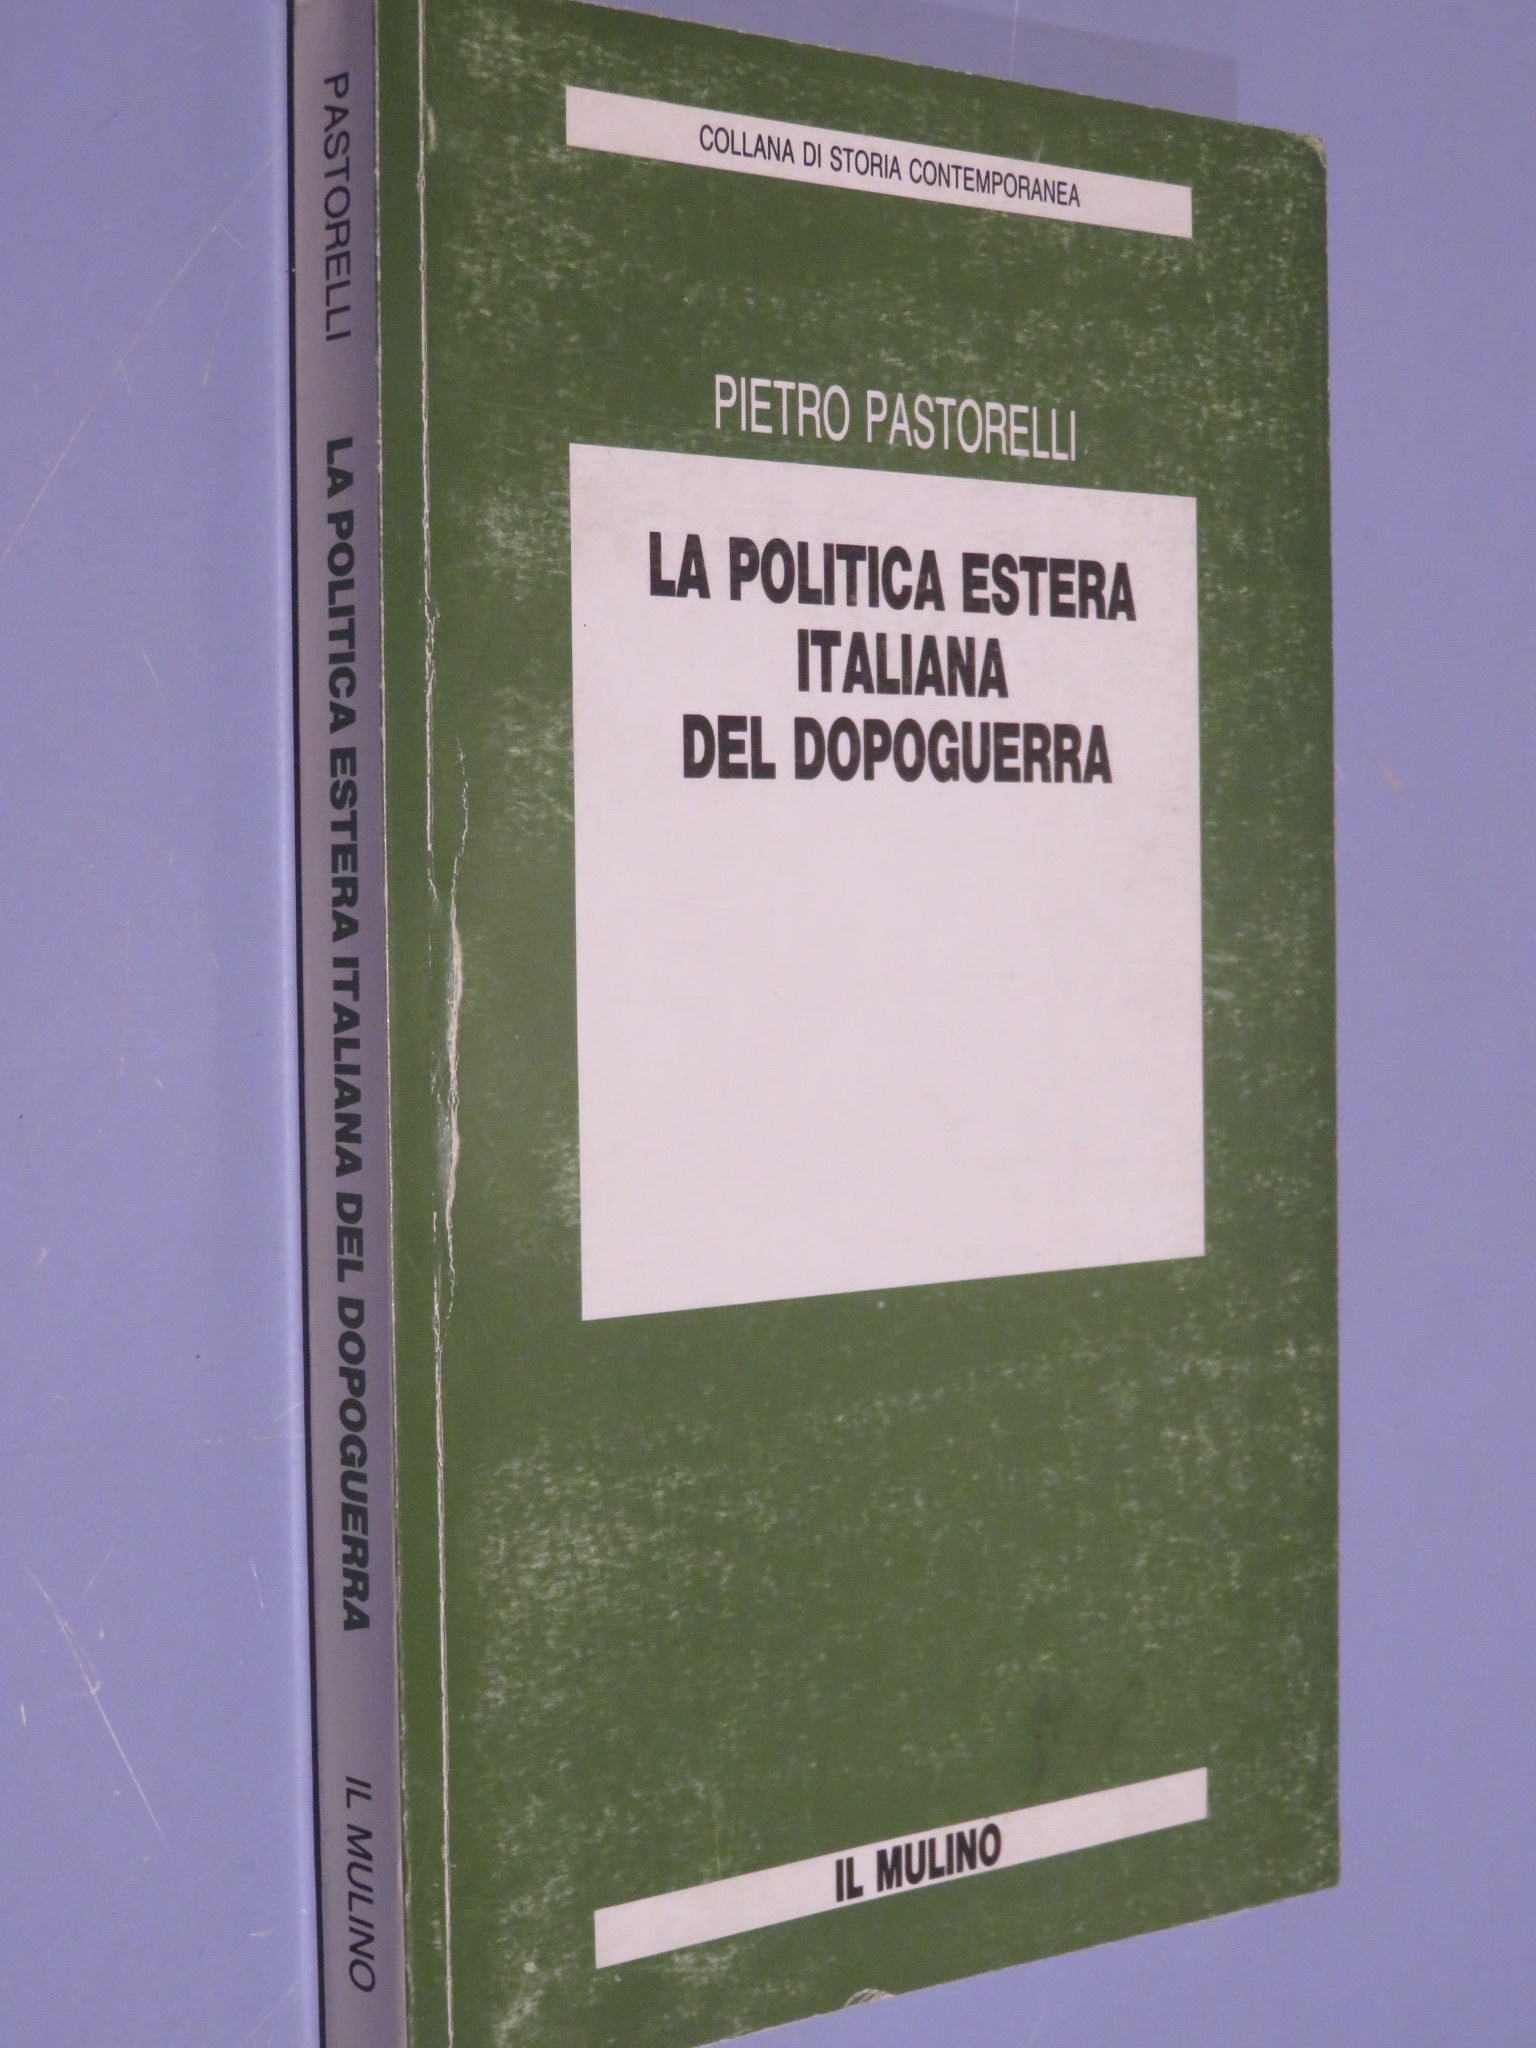 COLLANA DI STORIA CONTEMPORANEA
PIETRO PASTORELLI
LA POLITICA ESTERA
ITALIANA
DEL DOPOGUERRA
IL MULINO
PASTORELLI LA POLITICA ESTERA ITALIANA DEL DOPOGUERRA IL MULINO